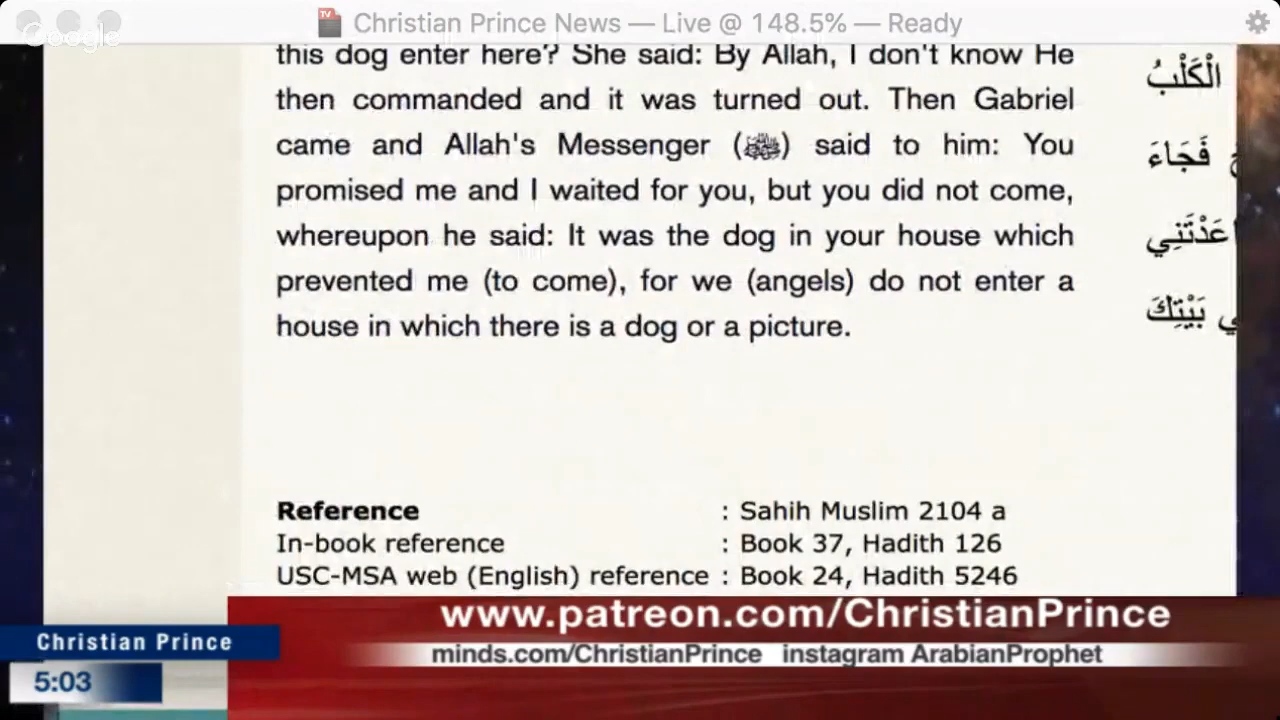 Christian Prince News — Live @ 148.5% — Ready
Google
this dog enter here? She said: By Allah, I don't know He
then commanded and it was turned out. Then Gabriel
came and Allah's Messenger (ﷺ) said to him: You
promised me and I waited for you, but you did not come,
whereupon he said: It was the dog in your house which
prevented me (to come), for we (angels) do not enter a
house in which there is a dog or a picture.
الْكَلْبُ
فَجَاءَ
بَيْتِكَ
Reference : Sahih Muslim 2104 a
In-book reference : Book 37, Hadith 126
USC-MSA web (English) reference : Book 24, Hadith 5246
www.patreon.com/ChristianPrince
minds.com/ChristianPrince instagram ArabianProphet
Christian Prince
5:03